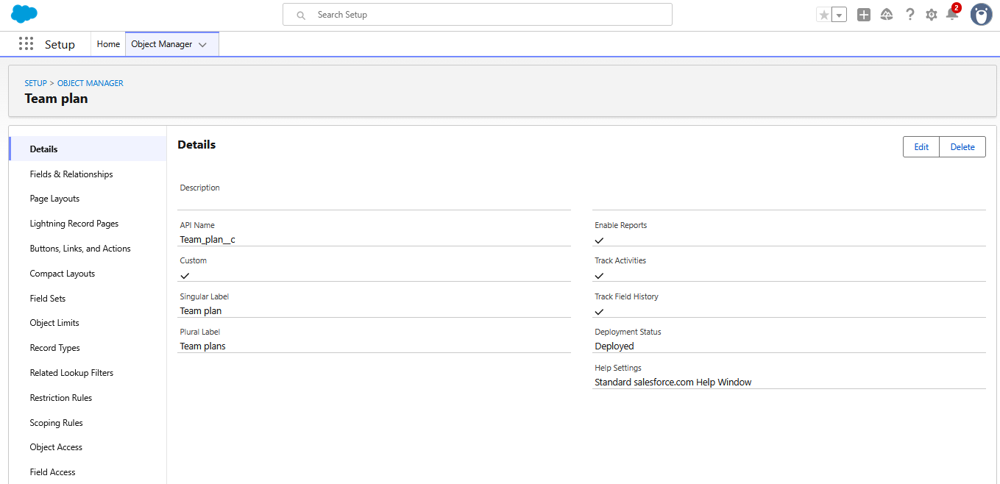 Search Setup
2
Setup
Home
Object Manager
SETUP > OBJECT MANAGER
Team plan
Details
Fields & Relationships
Page Layouts
Lightning Record Pages
Buttons, Links, and Actions
Compact Layouts
Field Sets
Object Limits
Record Types
Related Lookup Filters
Restriction Rules
Scoping Rules
Object Access
Field Access
Details
Edit
Delete
Description
API Name
Team_plan__c
Custom
Singular Label
Team plan
Plural Label
Team plans
Enable Reports
Track Activities
Track Field History
Deployment Status
Deployed
Help Settings
Standard salesforce.com Help Window